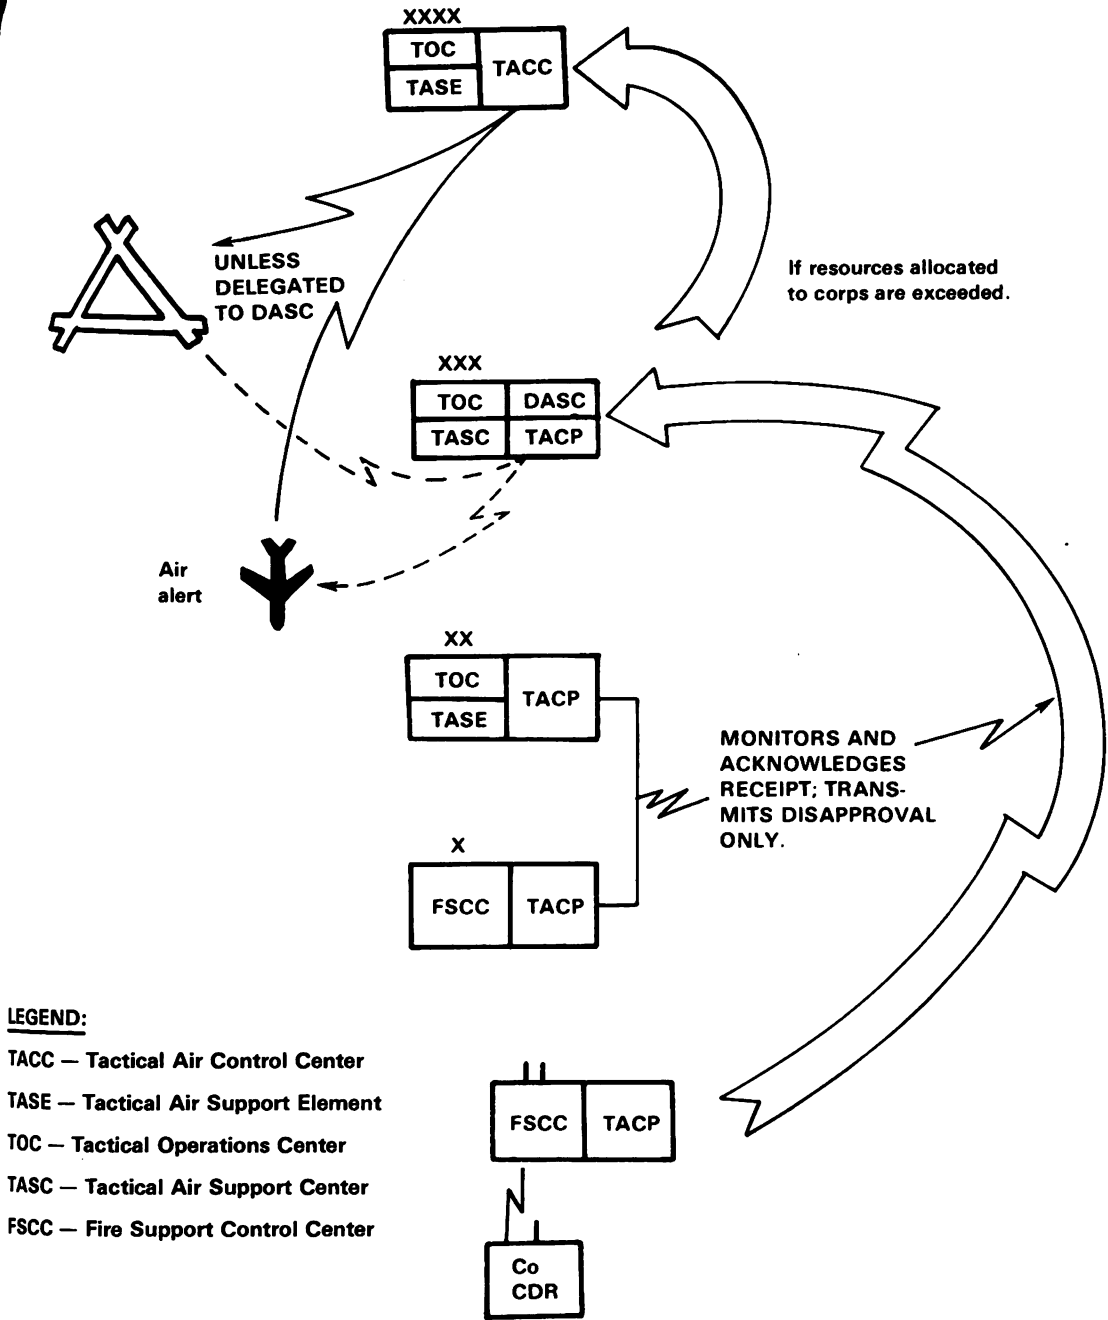 XXXX
TOC
TASE
TACC
If resources allocated
to corps are exceeded.
UNLESS
DELEGATED
TO DASC
XXX
TOC
DASC
TASC
TACP
Air
alert
XX
TOC
TASE
TACP
MONITORS AND
ACKNOWLEDGES
RECEIPT; TRANS-
MITS DISAPPROVAL
ONLY.
X
FSCC
TACP
LEGEND:
TACC — Tactical Air Control Center
TASE — Tactical Air Support Element
TOC — Tactical Operations Center
TASC — Tactical Air Support Center
FSCC — Fire Support Control Center
FSCC
TACP
Co
CDR